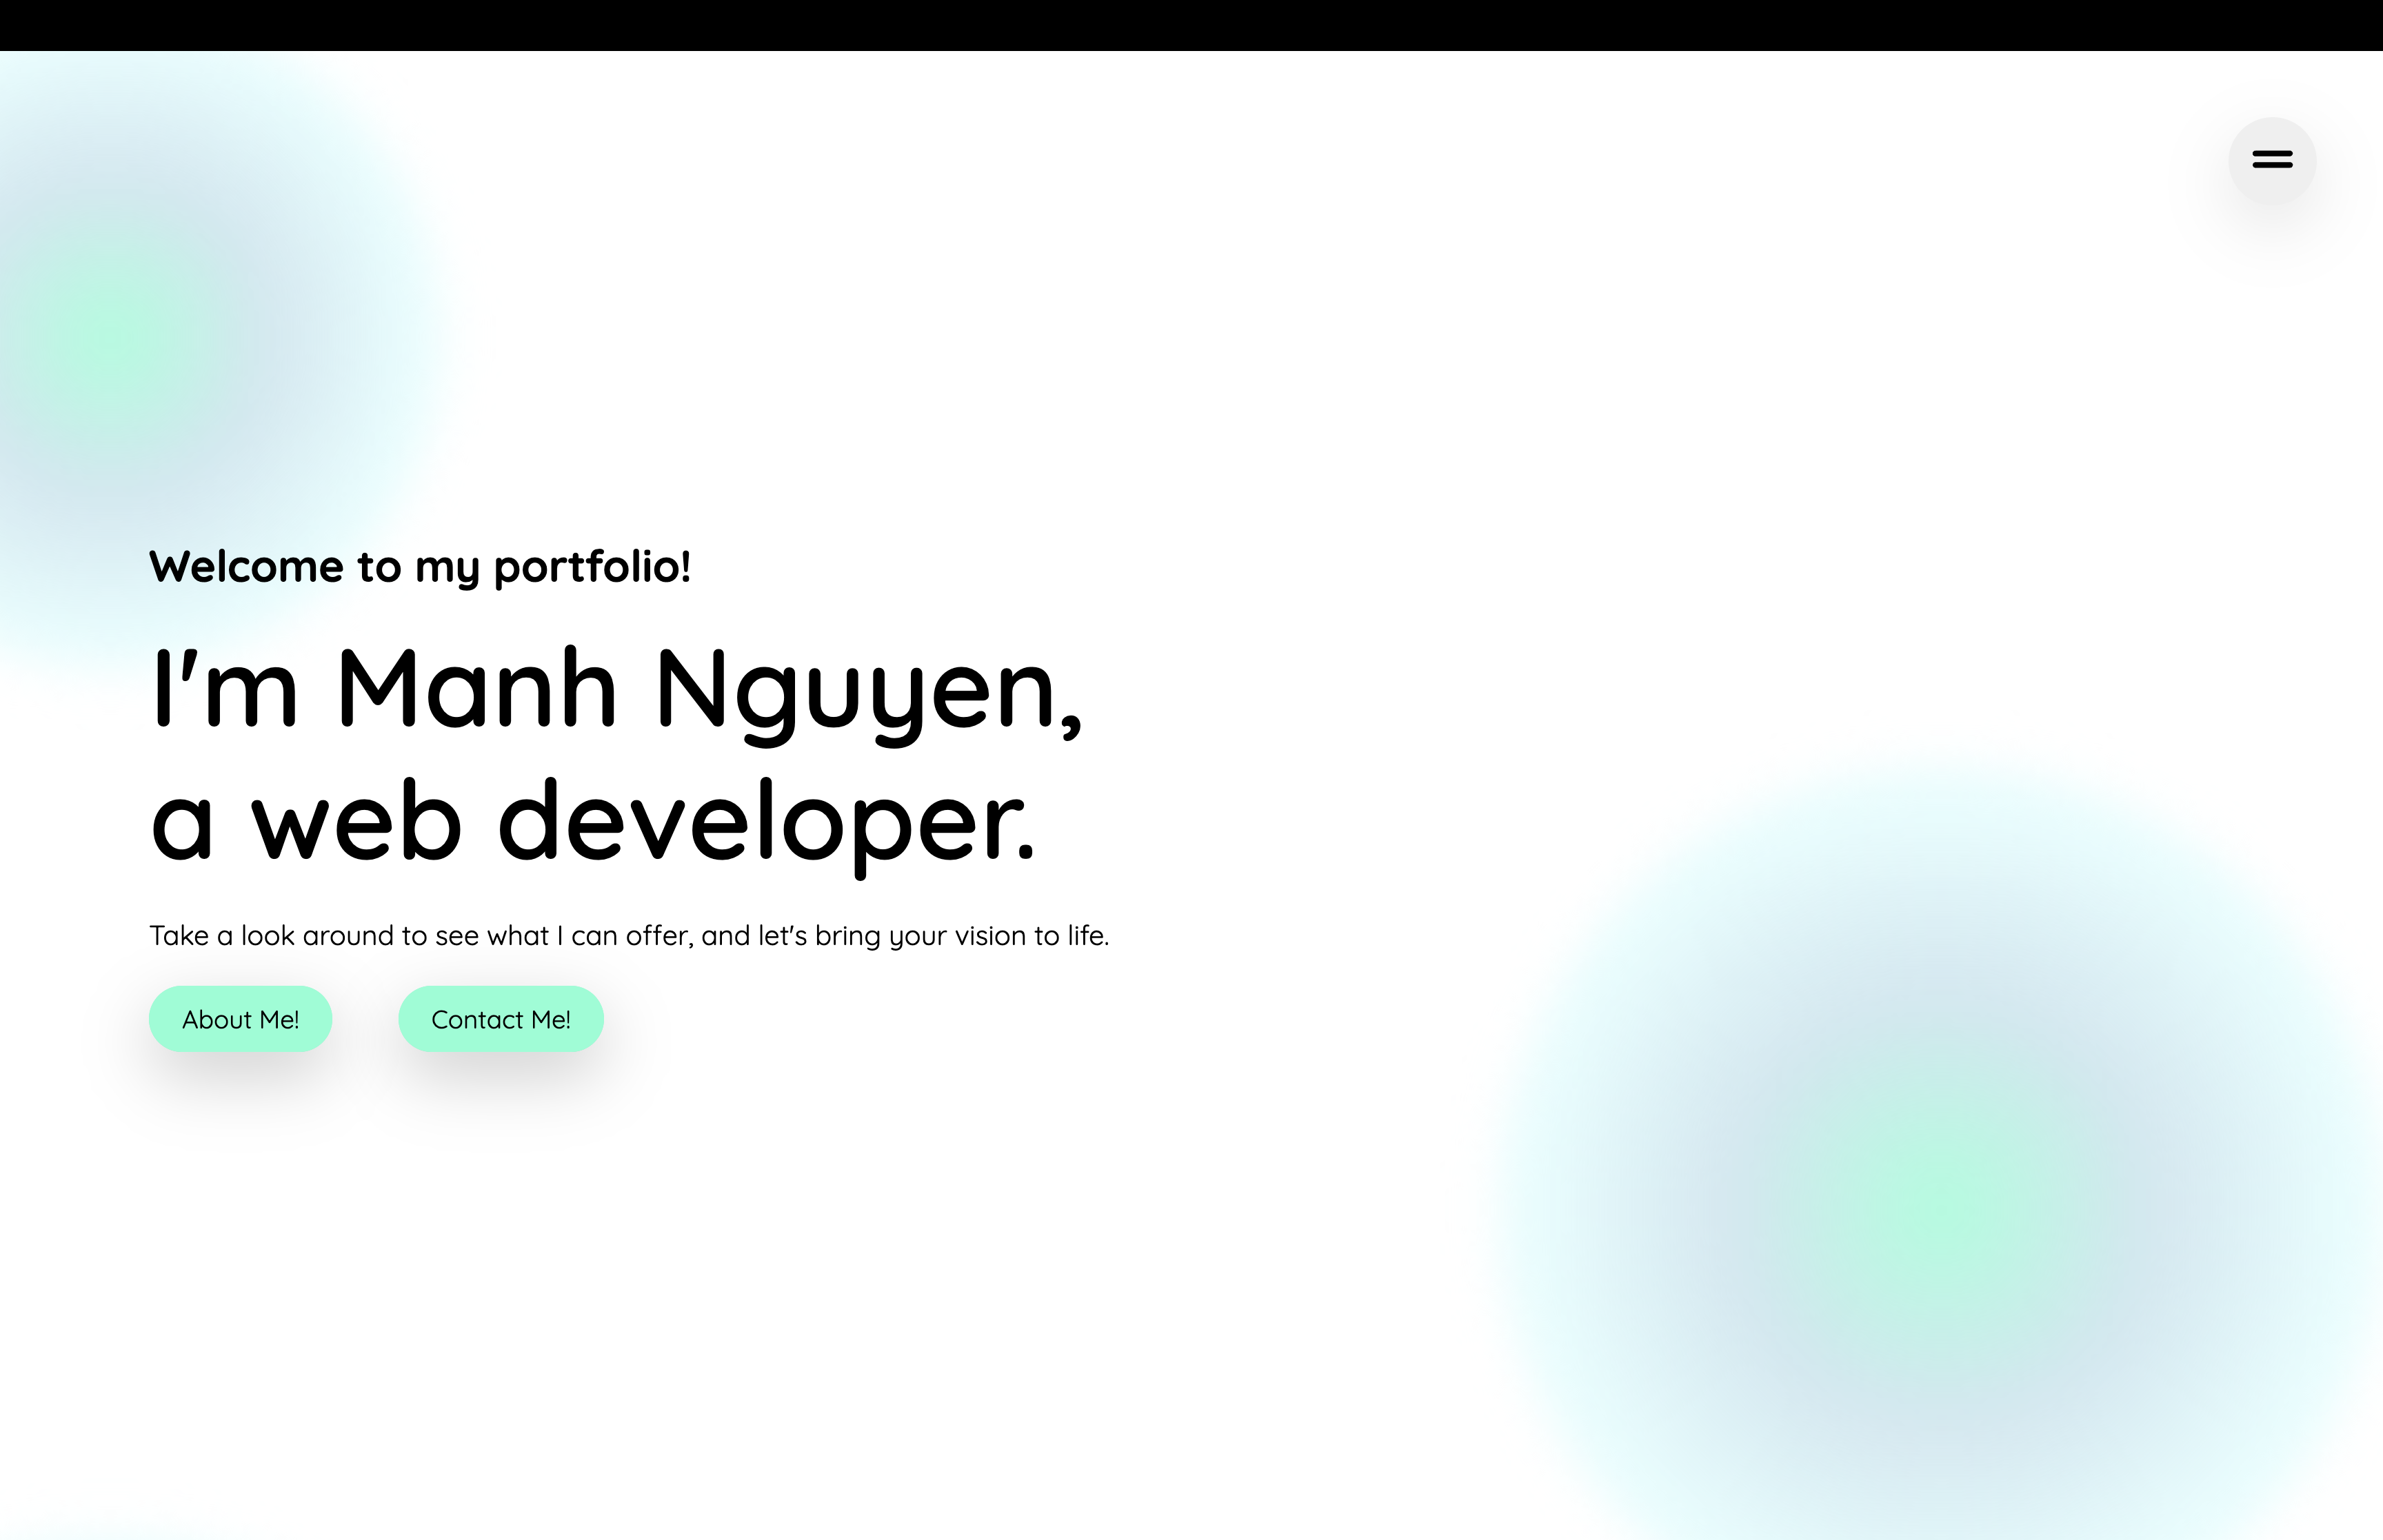 Welcome to my portfolio!
I'm Manh Nguyen,
a web developer.
Take a look around to see what I can offer, and let's bring your vision to life.
About Me!
Contact Me!